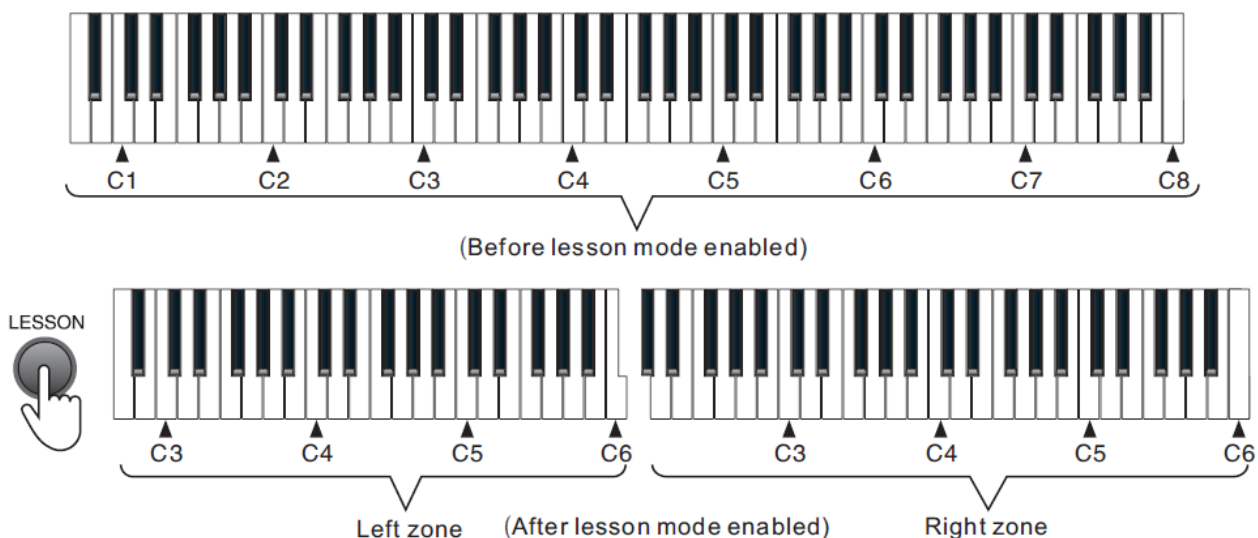 C1 C2 C3 C4 C5 C6 C7 C8
(Before lesson mode enabled)
LESSON
C3 C4 C5 C6 C3 C4 C5 C6
Left zone (After lesson mode enabled) Right zone